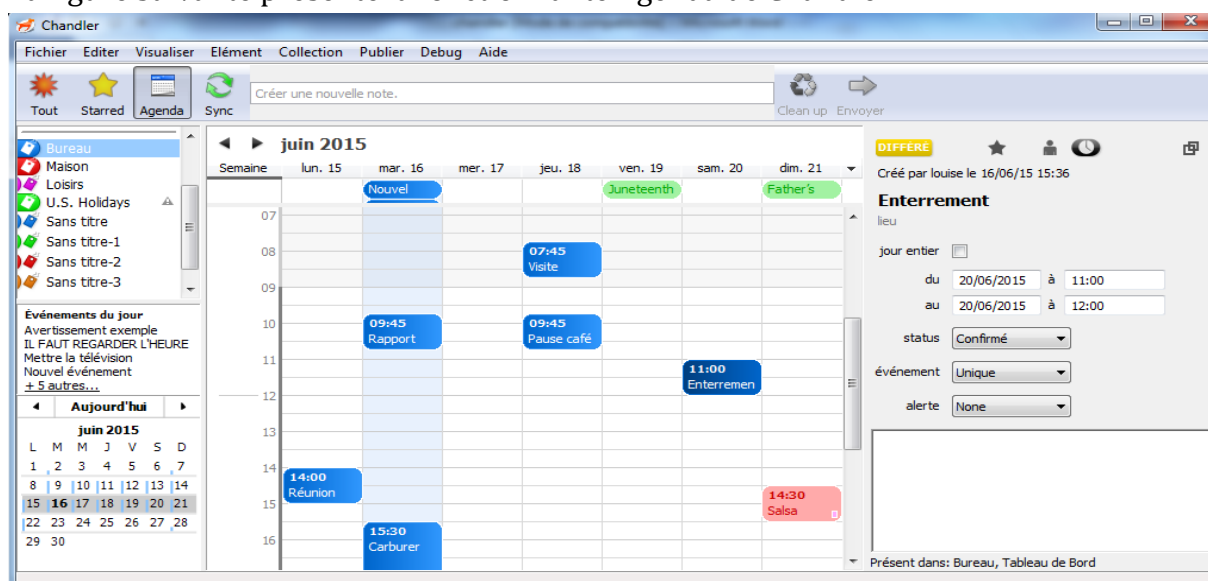 Chandler
Fichier Editer Visualiser Elément Collection Publier Debug Aide
Créer une nouvelle note.
Tout Starred Agenda Sync Clean up Envoyer
Bureau
Maison
Loisirs
U.S. Holidays
Sans titre
Sans titre-1
Sans titre-2
Sans titre-3
Événements du jour
Avertissement exemple
IL FAUT REGARDER L'HEURE
Mettre la télévision
Nouvel événement
+ 5 autres...
Aujourd'hui
juin 2015
L M M J V S D
1 2 3 4 5 6 7
8 9 10 11 12 13 14
15 16 17 18 19 20 21
22 23 24 25 26 27 28
29 30
juin 2015
Semaine lun. 15 mar. 16 mer. 17 jeu. 18 ven. 19 sam. 20 dim. 21
Nouvel Juneteenth Father's
07
08
07:45
Visite
09
10
09:45
Rapport
09:45
Pause café
11
11:00
Enterremen
12
13
14
14:00
Réunion
14:30
Salsa
15
15:30
Carburer
16
DIFFÉRÉ
Créé par louise le 16/06/15 15:36
Enterrement
lieu
jour entier
du 20/06/2015 à 11:00
au 20/06/2015 à 12:00
status Confirmé
événement Unique
alerte None
Présent dans: Bureau, Tableau de Bord